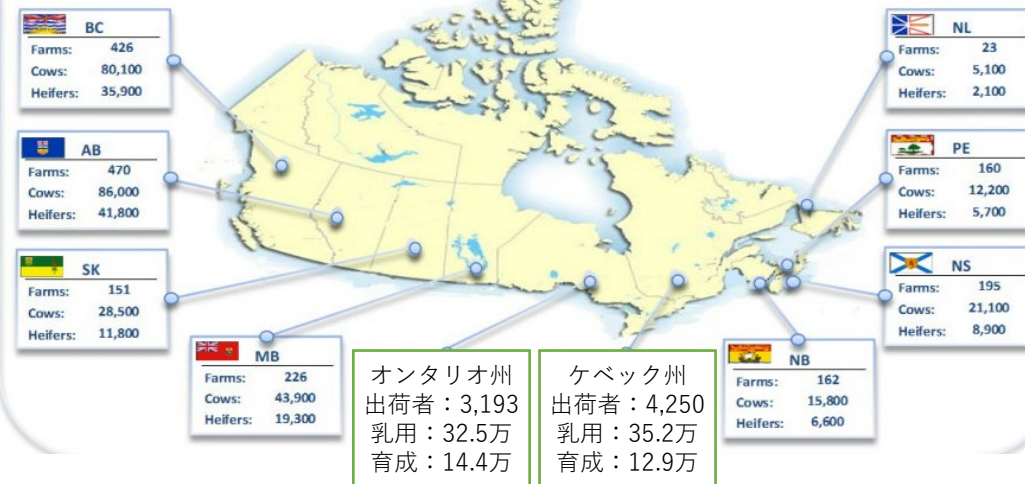 BC
Farms: 426
Cows: 80,100
Heifers: 35,900
AB
Farms: 470
Cows: 86,000
Heifers: 41,800
SK
Farms: 151
Cows: 28,500
Heifers: 11,800
MB
Farms: 226
Cows: 43,900
Heifers: 19,300
オンタリオ州
出荷者：3,193
乳用：32.5万
育成：14.4万
ケベック州
出荷者：4,250
乳用：35.2万
育成：12.9万
NB
Farms: 162
Cows: 15,800
Heifers: 6,600
NL
Farms: 23
Cows: 5,100
Heifers: 2,100
PE
Farms: 160
Cows: 12,200
Heifers: 5,700
NS
Farms: 195
Cows: 21,100
Heifers: 8,900